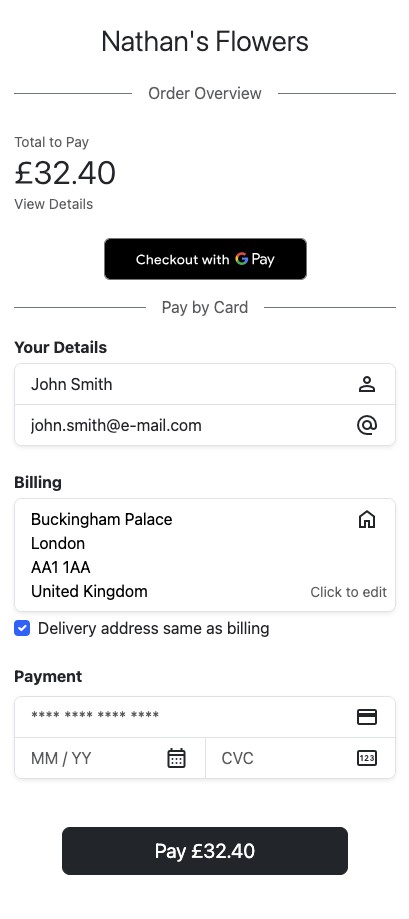 Nathan's Flowers
Order Overview
Total to Pay
£32.40
View Details
Checkout with G Pay
Pay by Card
Your Details
John Smith
john.smith@e-mail.com
Billing
Buckingham Palace
London
AA1 1AA
United Kingdom
Click to edit
Delivery address same as billing
Payment
**** **** **** ****
MM / YY
CVC
123
Pay £32.40